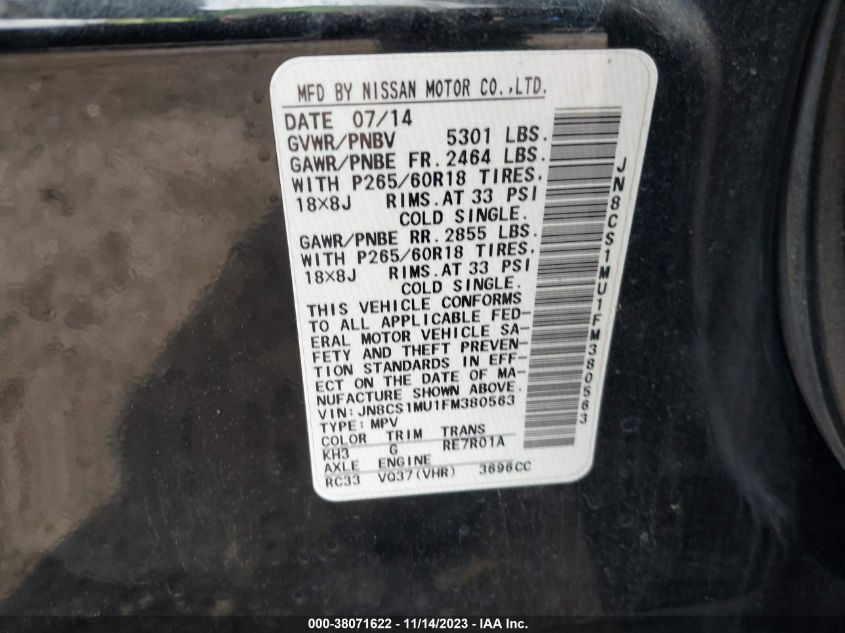 MFD BY NISSAN MOTOR CO.,LTD.
DATE 07/14
GVWR/PNBV 5301 LBS.
GAWR/PNBE FR. 2464 LBS.
WITH P265/60R18 TIRES.
18×8J RIMS.AT 33 PSI
COLD SINGLE.
GAWR/PNBE RR. 2855 LBS.
WITH P265/60R18 TIRES.
18×8J RIMS.AT 33 PSI
COLD SINGLE.
THIS VEHICLE CONFORMS
TO ALL APPLICABLE FED-
ERAL MOTOR VEHICLE SA-
FETY AND THEFT PREVEN-
TION STANDARDS IN EFF-
ECT ON THE DATE OF MA-
NUFACTURE SHOWN ABOVE.
VIN:JN8CS1MU1FM380563
TYPE: MPV
COLOR TRIM TRANS
KH3 G RE7R01A
AXLE ENGINE
RC33 VQ37(VHR) 3696CC
JN8CS1MU1FM380563
000-38071622 - 11/14/2023 - IAA Inc.